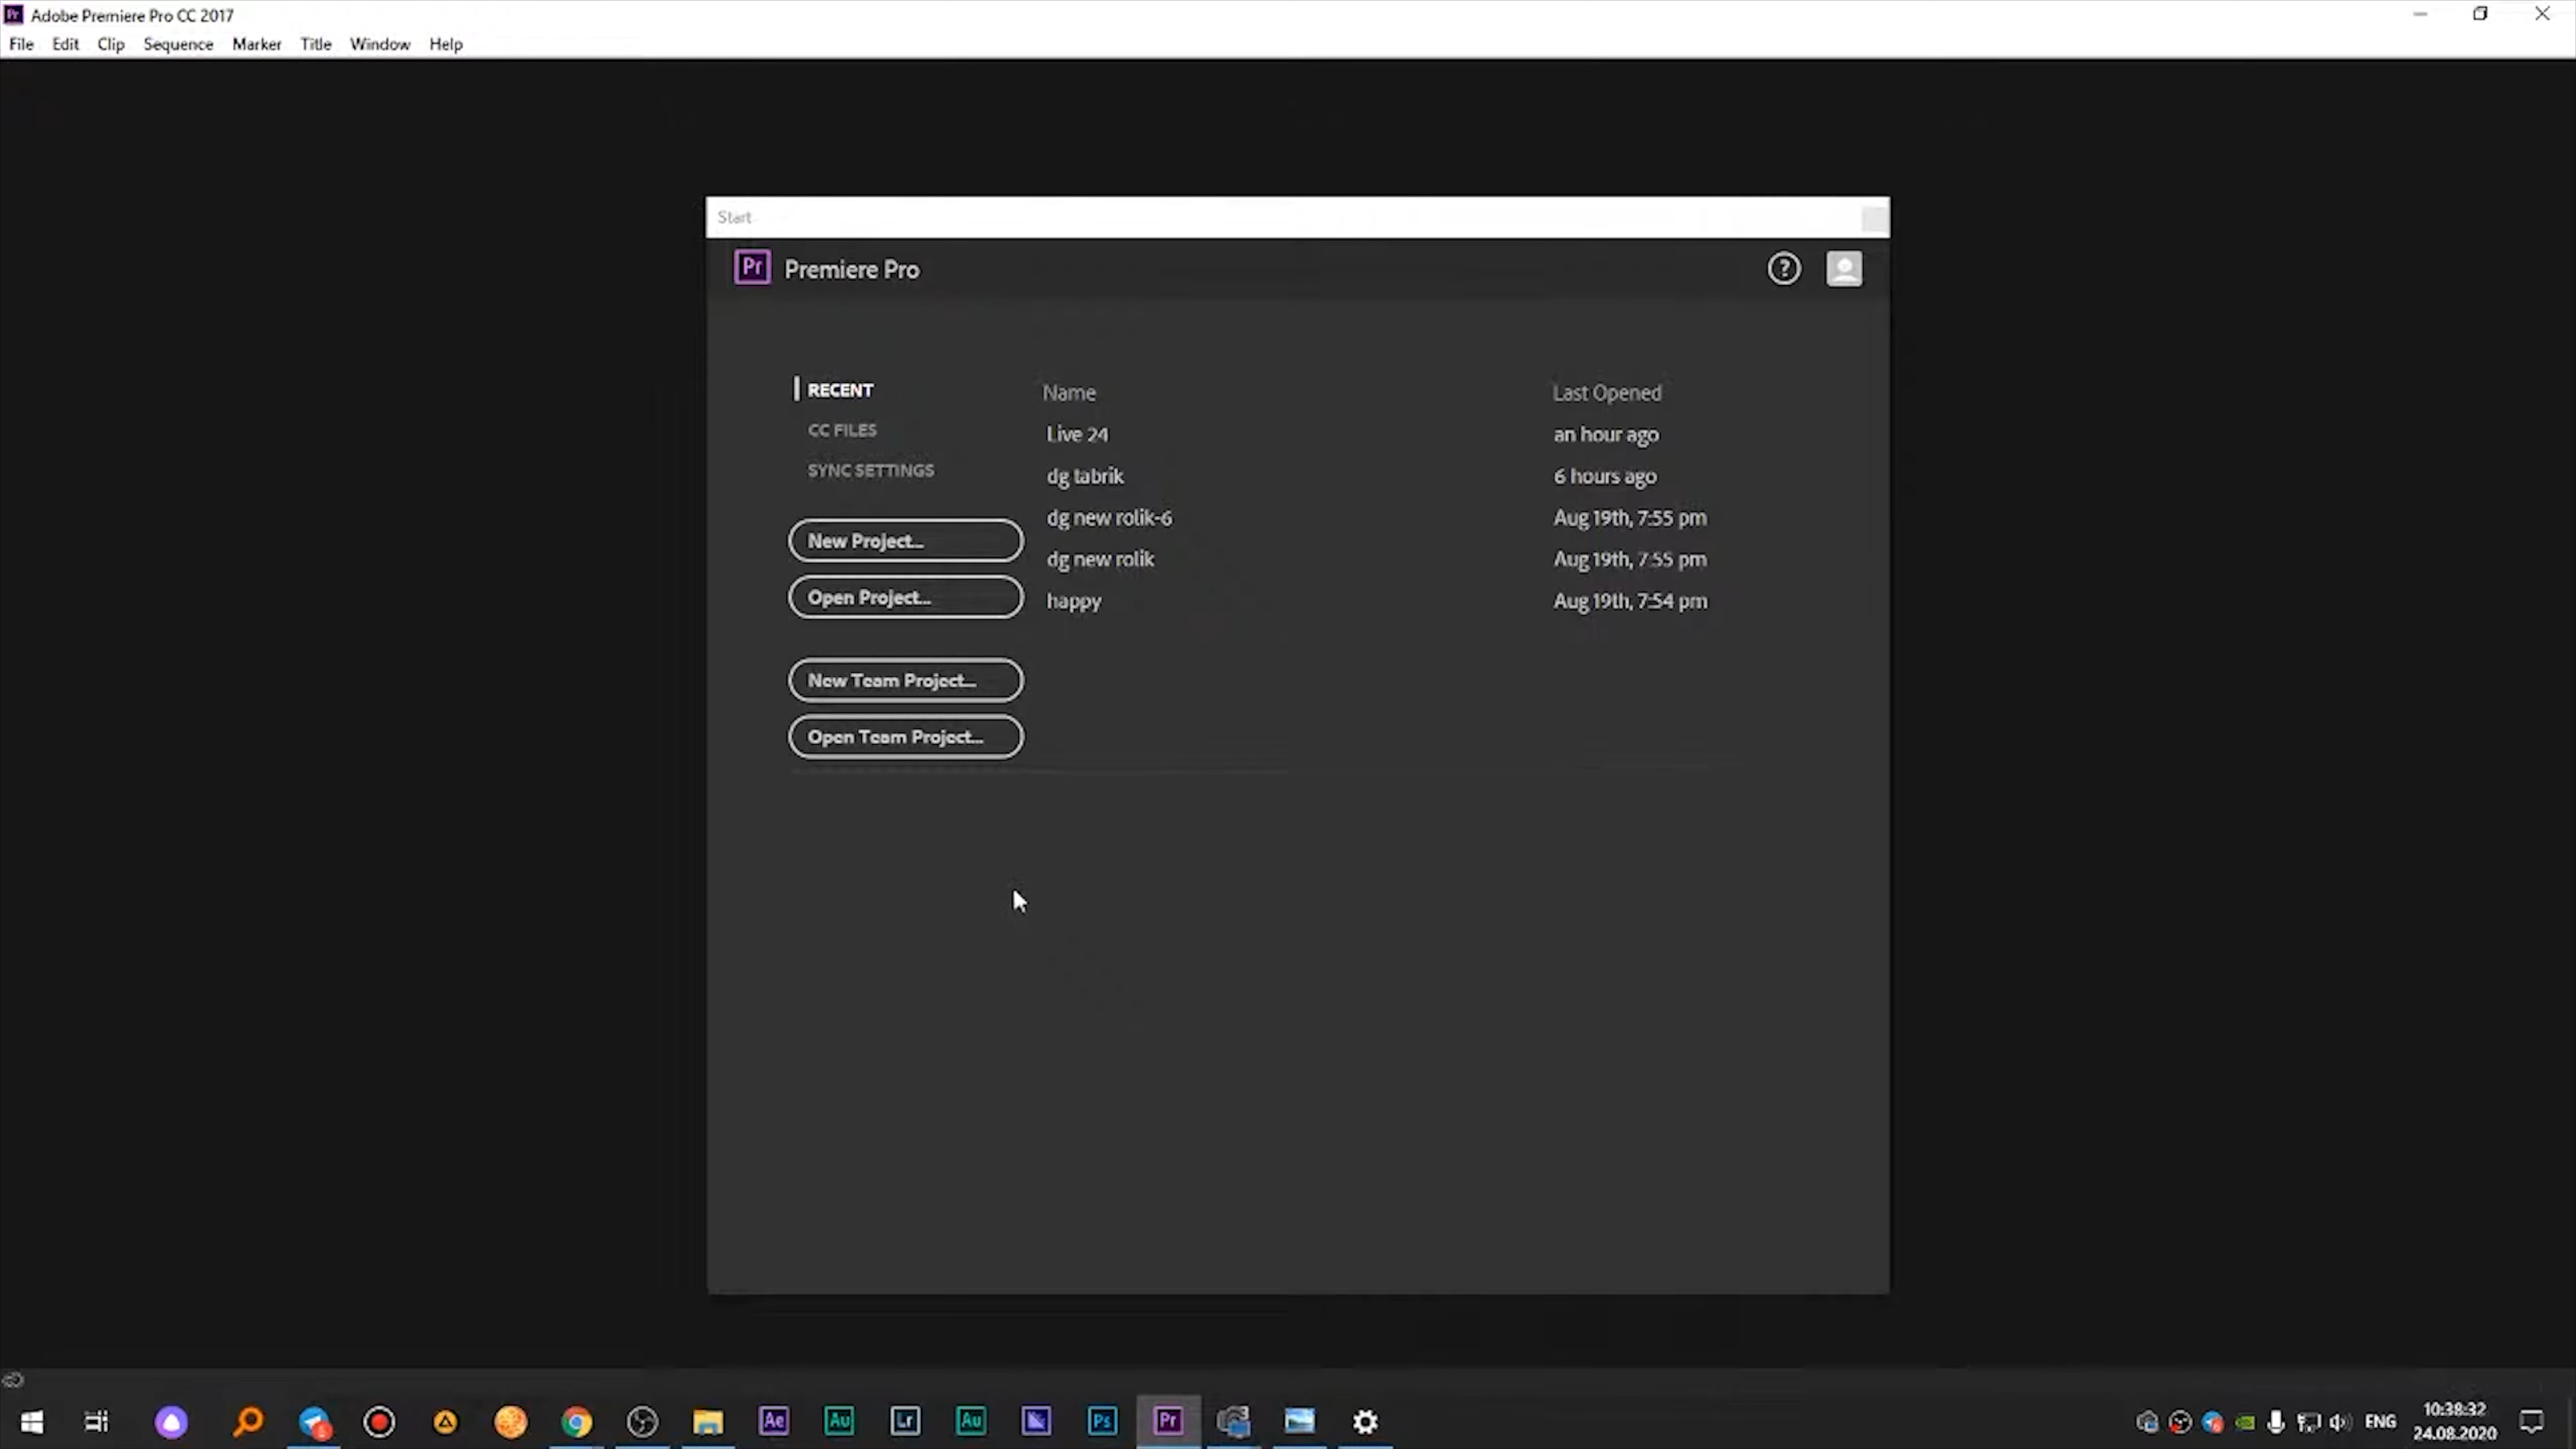 Pr Adobe Premiere Pro CC 2017
File Edit Clip Sequence Marker Title Window Help
Start
Pr Premiere Pro ?
RECENT
CC FILES
SYNC SETTINGS
New Project...
Open Project...
New Team Project...
Open Team Project...
Name Last Opened
Live 24 an hour ago
dg tabrik 6 hours ago
dg new rolik-6 Aug 19th, 7:55 pm
dg new rolik Aug 19th, 7:55 pm
happy Aug 19th, 7:54 pm
Ae Au Lr Au Ps Pr ENG
10:38:32
24.08.2020